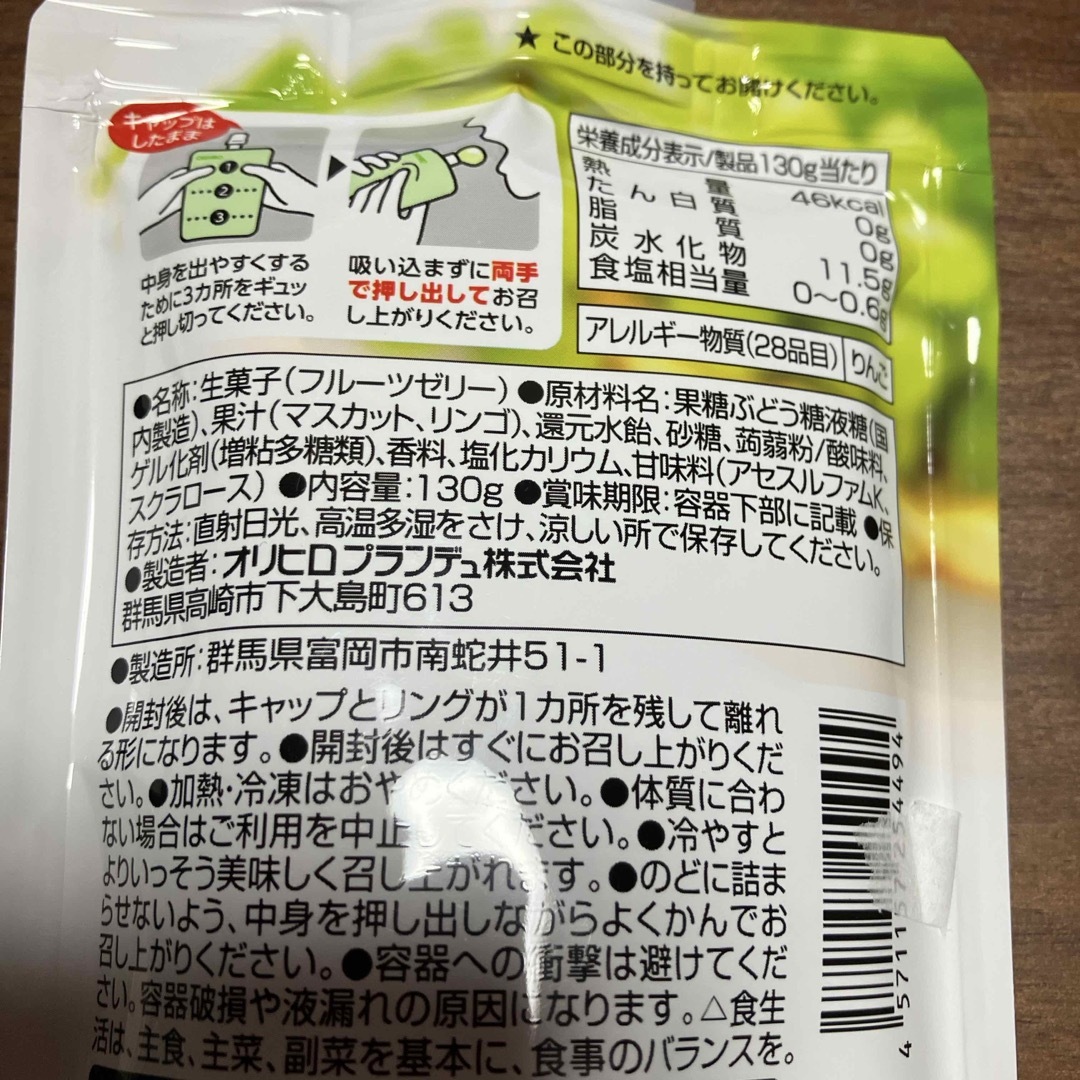 ★ この部分を持ってお開けください。
キャップは
したまま
1
2
3
中身を出やすくする
ために3カ所をギュッ
と押し切ってください。
吸い込まずに両手
で押し出してお召
し上がりください。
栄養成分表示/製品130g当たり
熱量 46kcal
たん白質 0g
脂質 0g
炭水化物 11.5g
食塩相当量 0〜0.6g
アレルギー物質(28品目) りんご
●名称:生菓子(フルーツゼリー) ●原材料名:果糖ぶどう糖液糖(国
内製造)、果汁(マスカット、リンゴ)、還元水飴、砂糖、蒟蒻粉/酸味料、
ゲル化剤(増粘多糖類)、香料、塩化カリウム、甘味料(アセスルファムK、
スクラロース) ●内容量:130g ●賞味期限:容器下部に記載 ●保
存方法:直射日光、高温多湿をさけ、涼しい所で保存してください。
●製造者:オリヒロプランデュ株式会社
群馬県高崎市下大島町613
●製造所:群馬県富岡市南蛇井51-1
●開封後は、キャップとリングが1カ所を残して離れ
る形になります。●開封後はすぐにお召し上がりくだ
さい。●加熱・冷凍はおやめください。●体質に合わ
ない場合はご利用を中止してください。●冷やすと
よりいっそう美味しく召し上がれます。●のどに詰ま
らせないよう、中身を押し出しながらよくかんでお
召し上がりください。●容器への衝撃は避けてくだ
さい。容器破損や液漏れの原因になります。△食生
活は、主食、主菜、副菜を基本に、食事のバランスを。
4 571157 254494